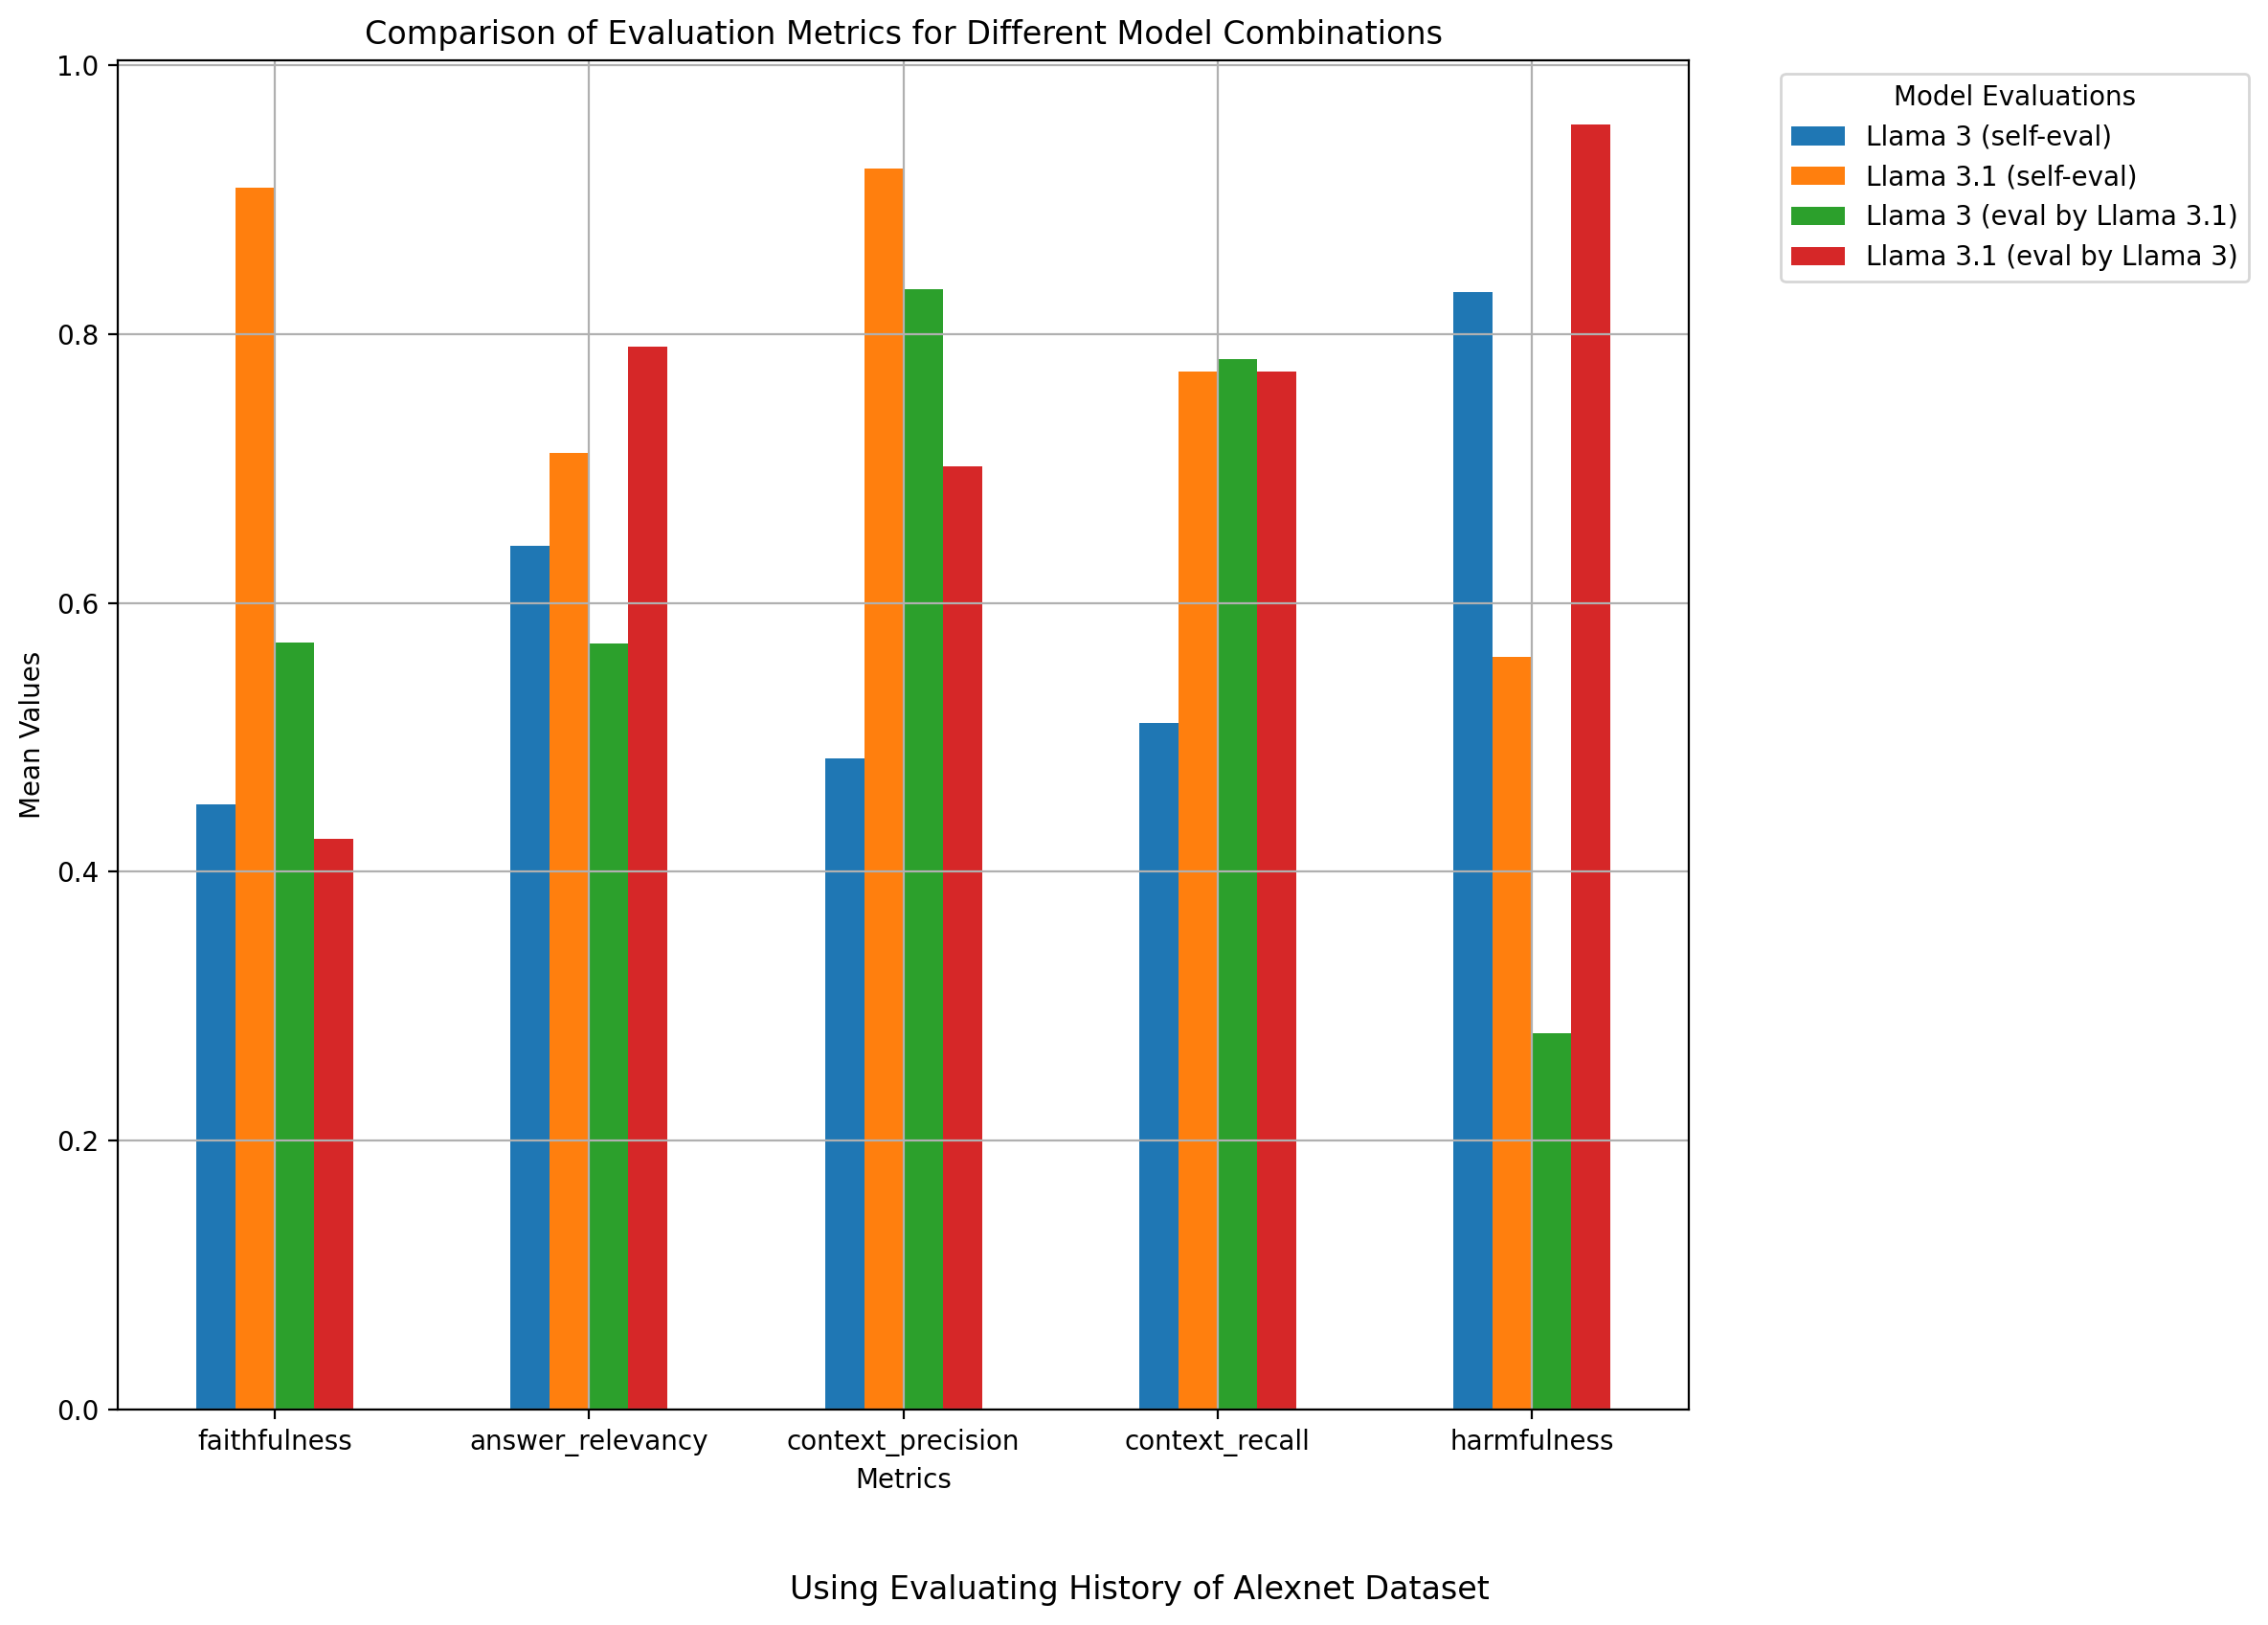 Comparison of Evaluation Metrics for Different Model Combinations
Model Evaluations
Llama 3 (self-eval)
Llama 3.1 (self-eval)
Llama 3 (eval by Llama 3.1)
Llama 3.1 (eval by Llama 3)
Mean Values
1.0
0.8
0.6
0.4
0.2
0.0
faithfulness answer_relevancy context_precision context_recall harmfulness
Metrics
Using Evaluating History of Alexnet Dataset